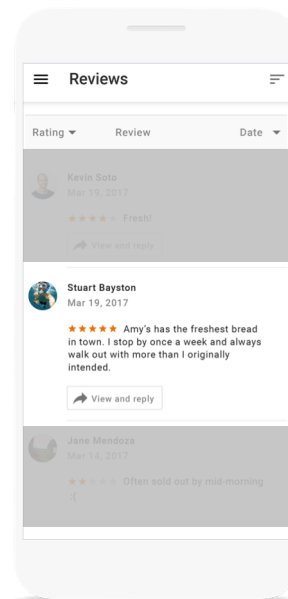 Reviews
Rating Review Date
Kevin Soto
Mar 19, 2017
Fresh!
View and reply
Stuart Bayston
Mar 19, 2017
Amy's has the freshest bread
in town. I stop by once a week and always
walk out with more than I originally
intended.
View and reply
Jane Mendoza
Mar 14, 2017
Often sold out by mid-morning
:(